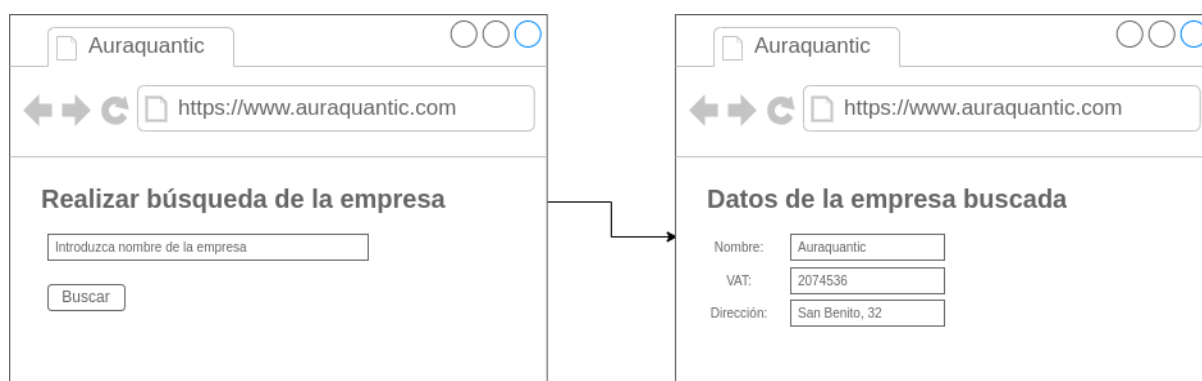 Auraquantic
https://www.auraquantic.com
Realizar búsqueda de la empresa
Introduzca nombre de la empresa
Buscar
Auraquantic
https://www.auraquantic.com
Datos de la empresa buscada
Nombre: Auraquantic
VAT: 2074536
Dirección: San Benito, 32